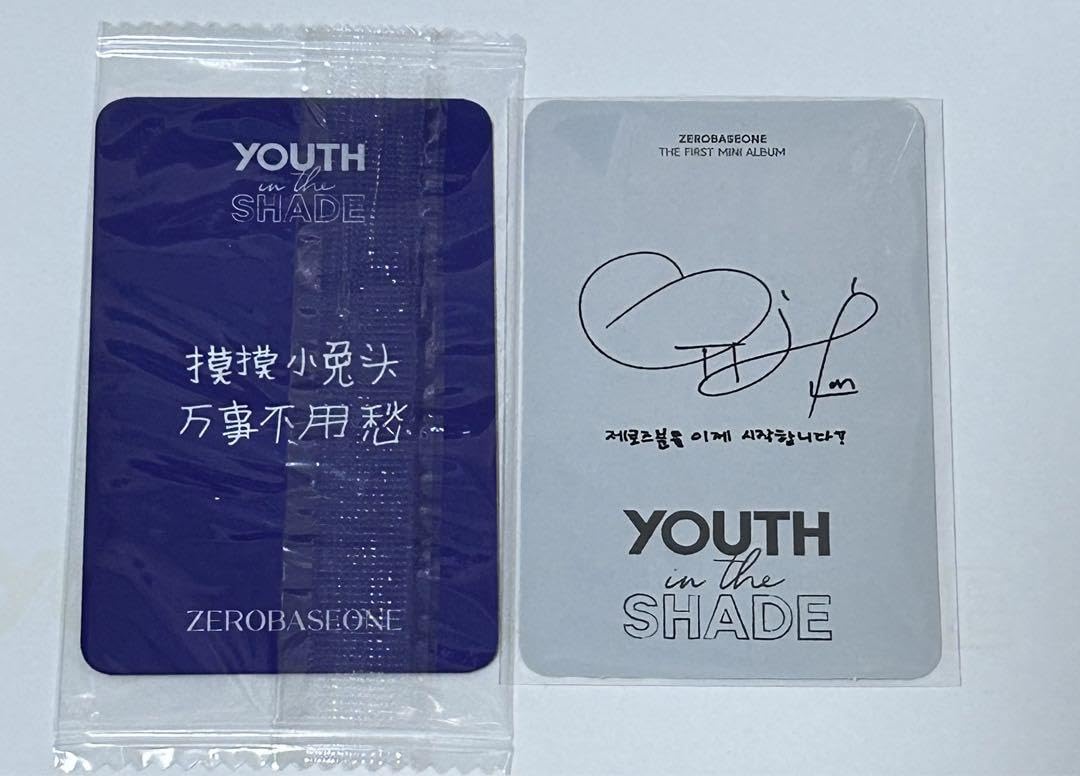 YOUTH
in the
SHADE
摸摸小兔头
万事不用愁...
ZEROBASEONE
ZEROBASEONE
THE FIRST MINI ALBUM
제로즈분들 이제 시작합니다?
YOUTH
in the
SHADE